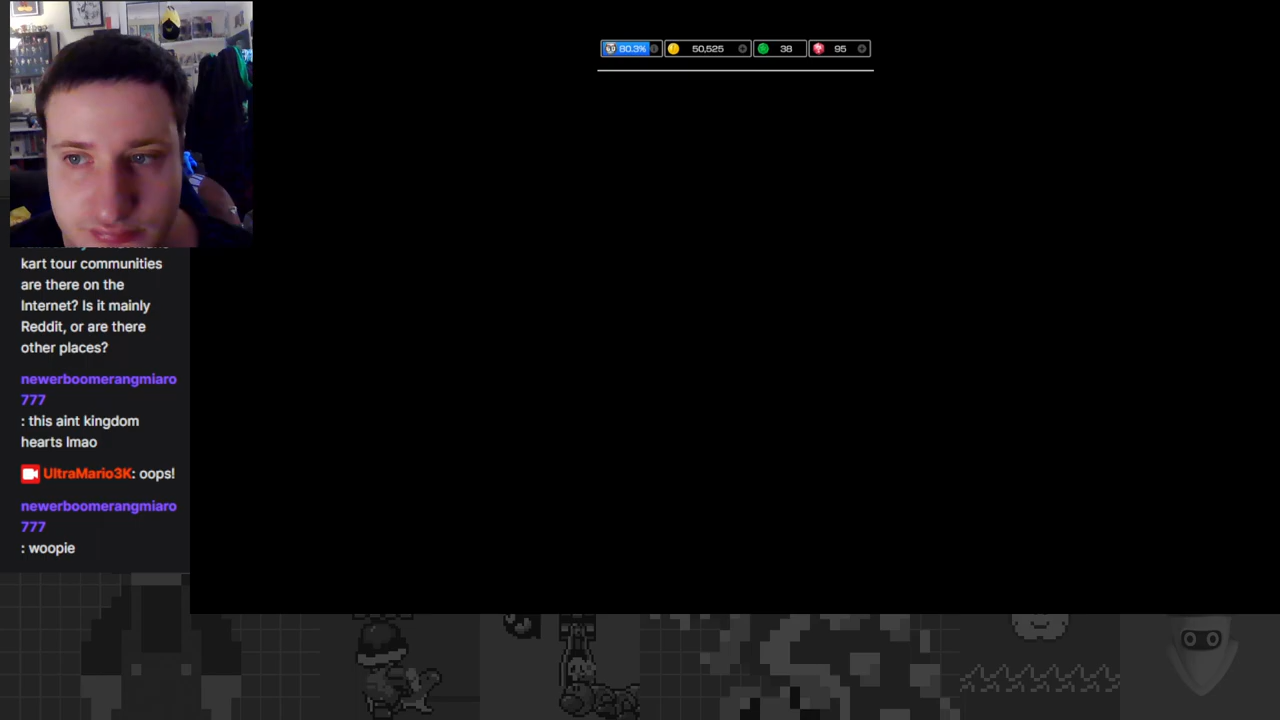 80.3% 50,525 38 95
kart tour communities
are there on the
Internet? Is it mainly
Reddit, or are there
other places?
newerboomerangmiaro
777
: this aint kingdom
hearts lmao
UltraMario3K: oops!
newerboomerangmiaro
777
: woopie